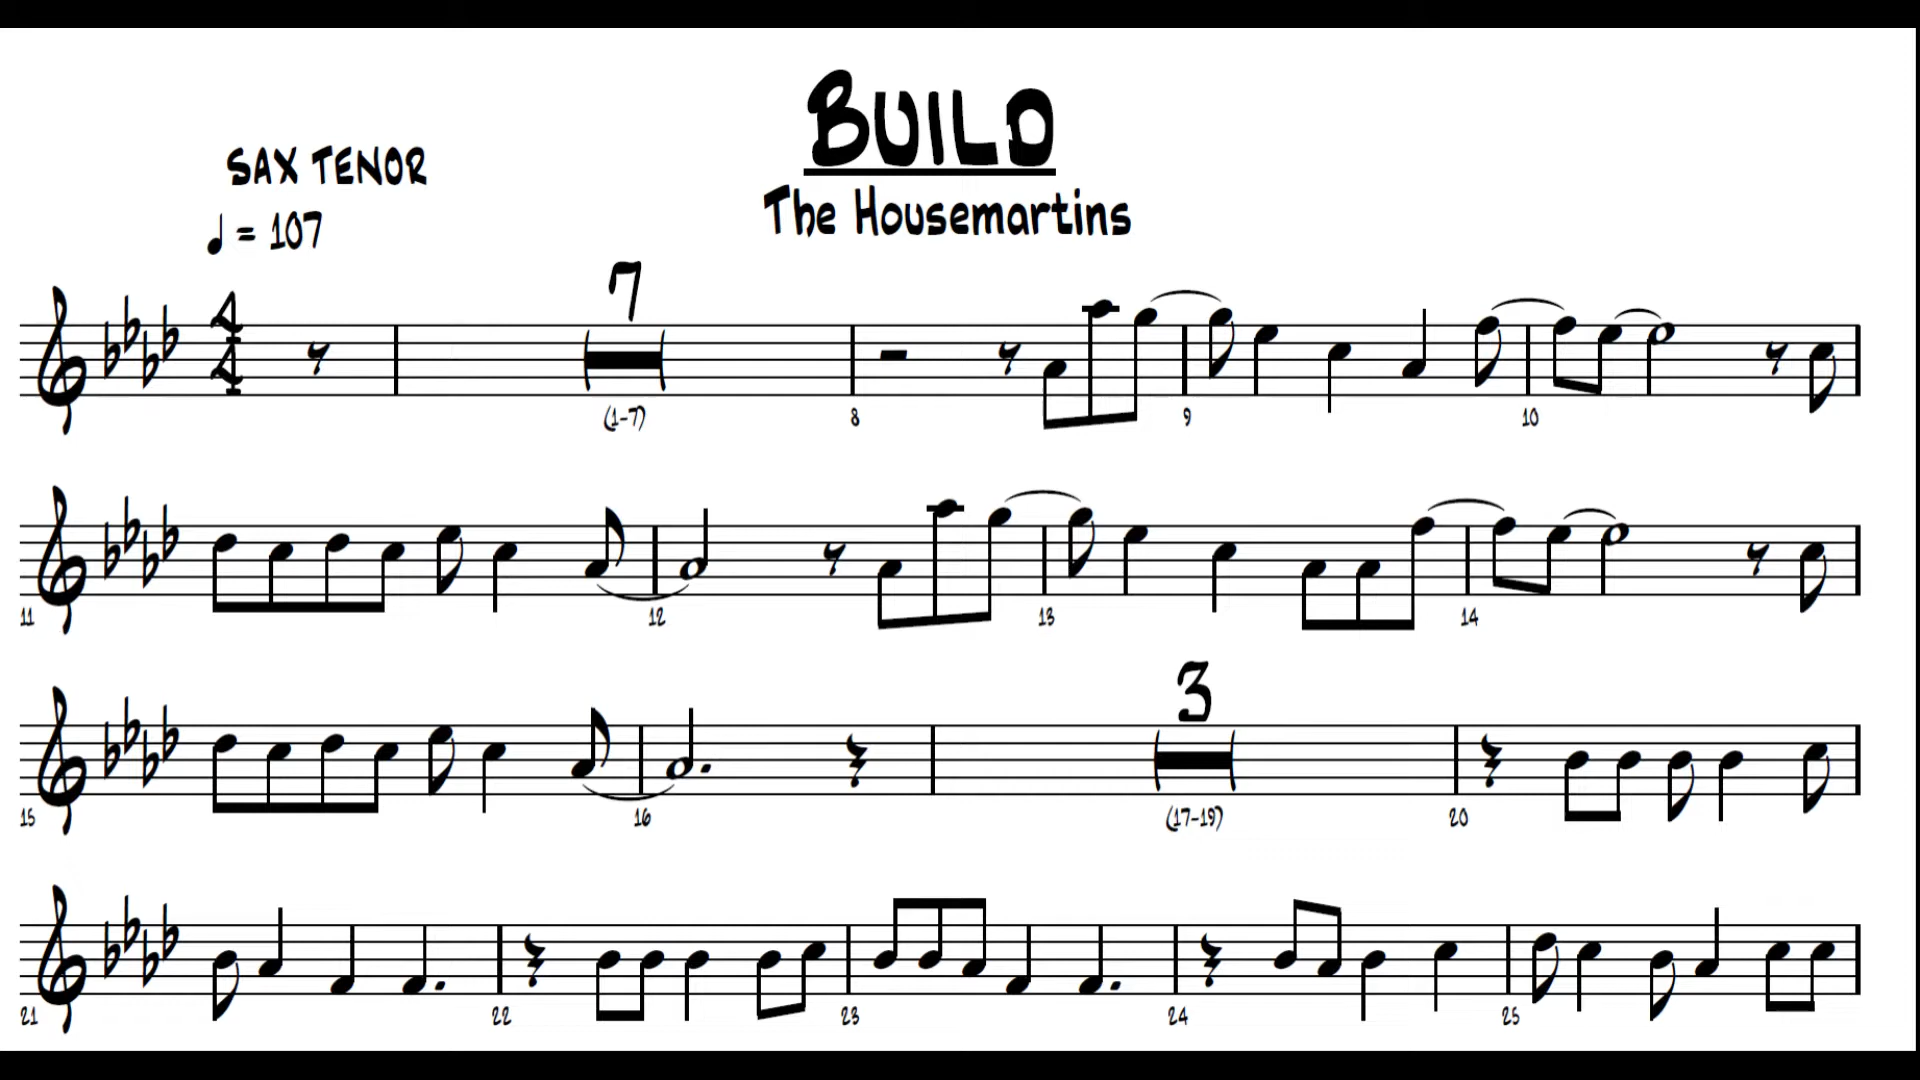 BUILD
SAX TENOR
The Housemartins
♩ = 107
4/4
7
(1-7) 8 9 10
11 12 13 14
3
15 16 (17-19) 20
21 22 23 24 25